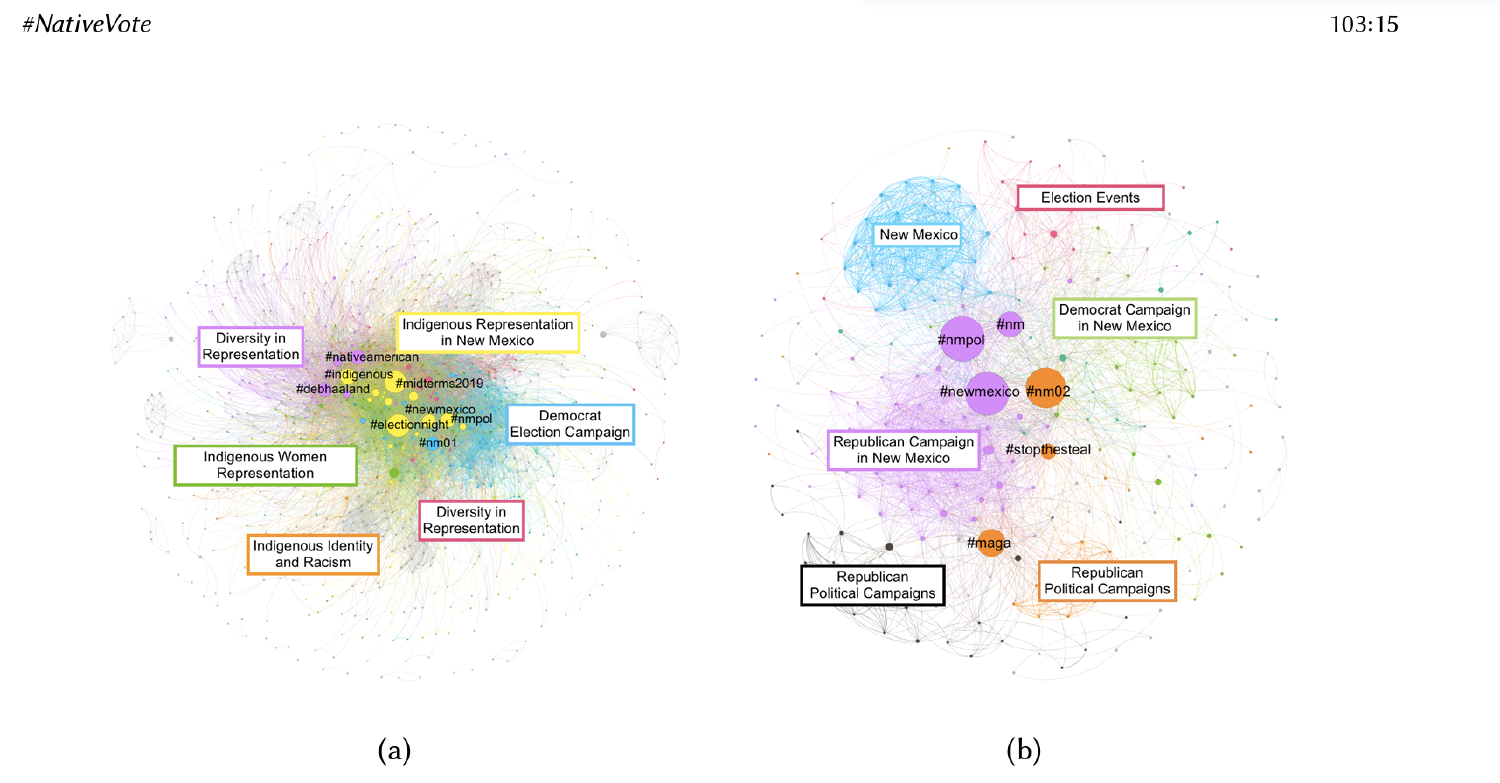 #NativeVote
103:15
Diversity in
Representation
Indigenous Representation
in New Mexico
#nativeamerican
#indigenous
#debhaaland
#midterms2019
#newmexico
#nmpol
#electionnight
#nm01
Democrat
Election Campaign
Indigenous Women
Representation
Diversity in
Representation
Indigenous Identity
and Racism
(a)
Election Events
New Mexico
Democrat Campaign
in New Mexico
#nm
#nmpol
#newmexico
#nm02
Republican Campaign
in New Mexico
#stopthesteal
#maga
Republican
Political Campaigns
Republican
Political Campaigns
(b)